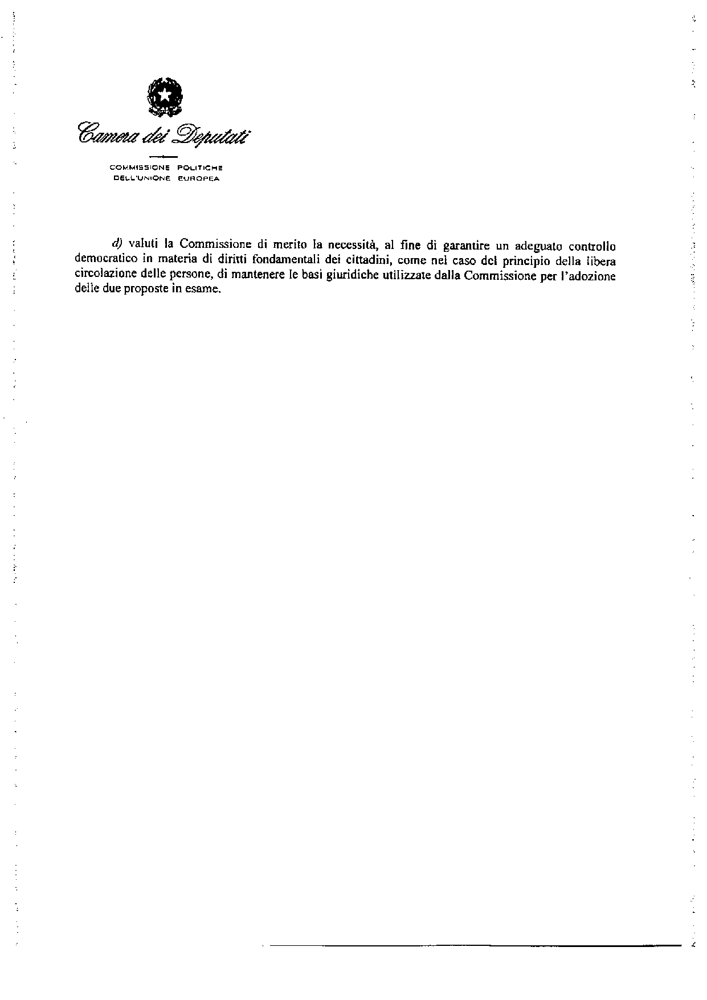 Camera dei Deputati
COMMISSIONE POLITICHE
DELL'UNIONE EUROPEA
d) valuti la Commissione di merito la necessità, al fine di garantire un adeguato controllo
democratico in materia di diritti fondamentali dei cittadini, come nel caso del principio della libera
circolazione delle persone, di mantenere le basi giuridiche utilizzate dalla Commissione per l'adozione
delle due proposte in esame.